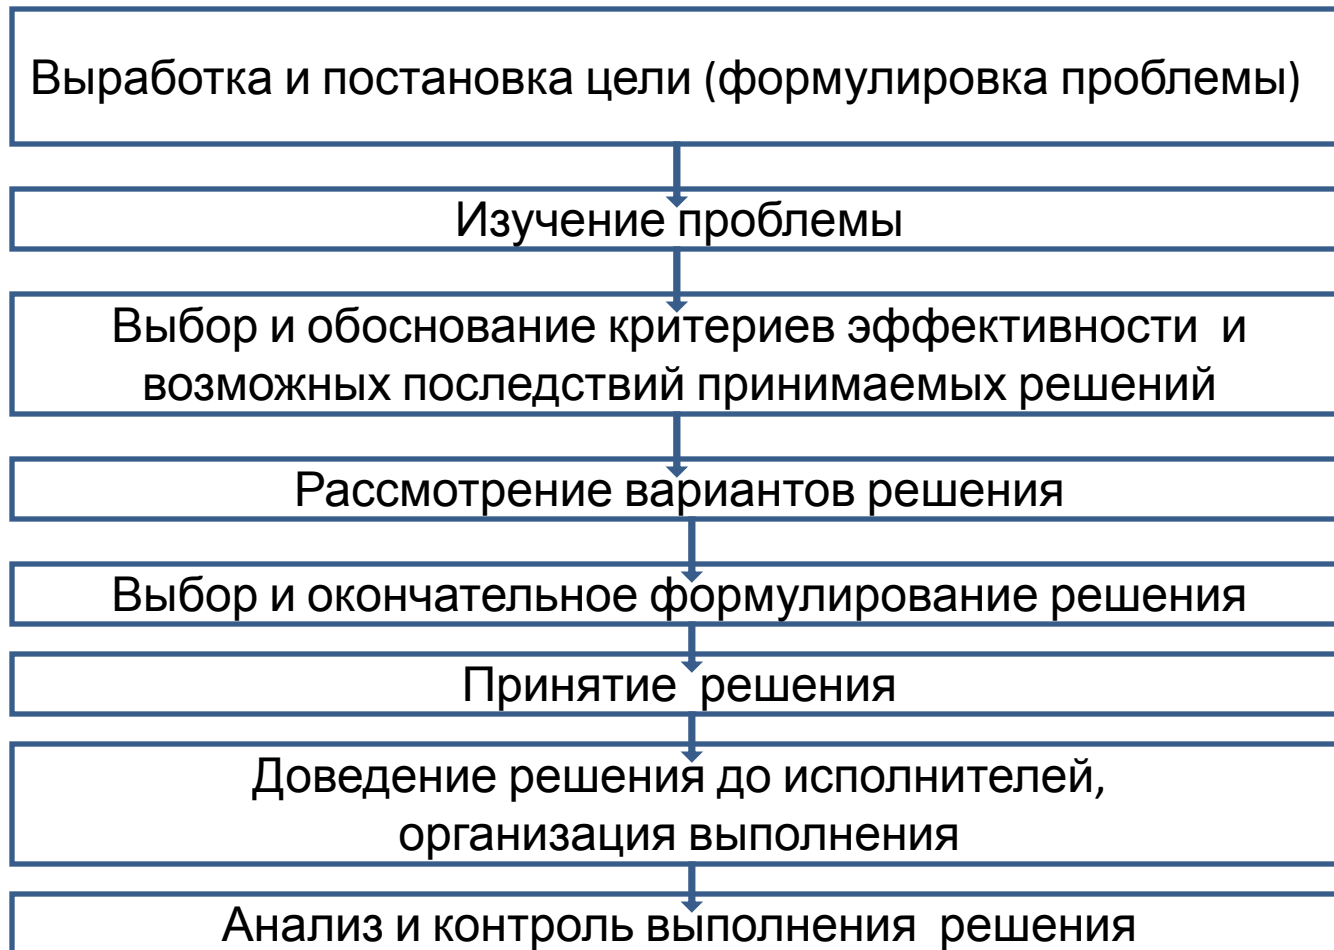 Выработка и постановка цели (формулировка проблемы)
Изучение проблемы
Выбор и обоснование критериев эффективности и
возможных последствий принимаемых решений
Рассмотрение вариантов решения
Выбор и окончательное формулирование решения
Принятие решения
Доведение решения до исполнителей,
организация выполнения
Анализ и контроль выполнения решения